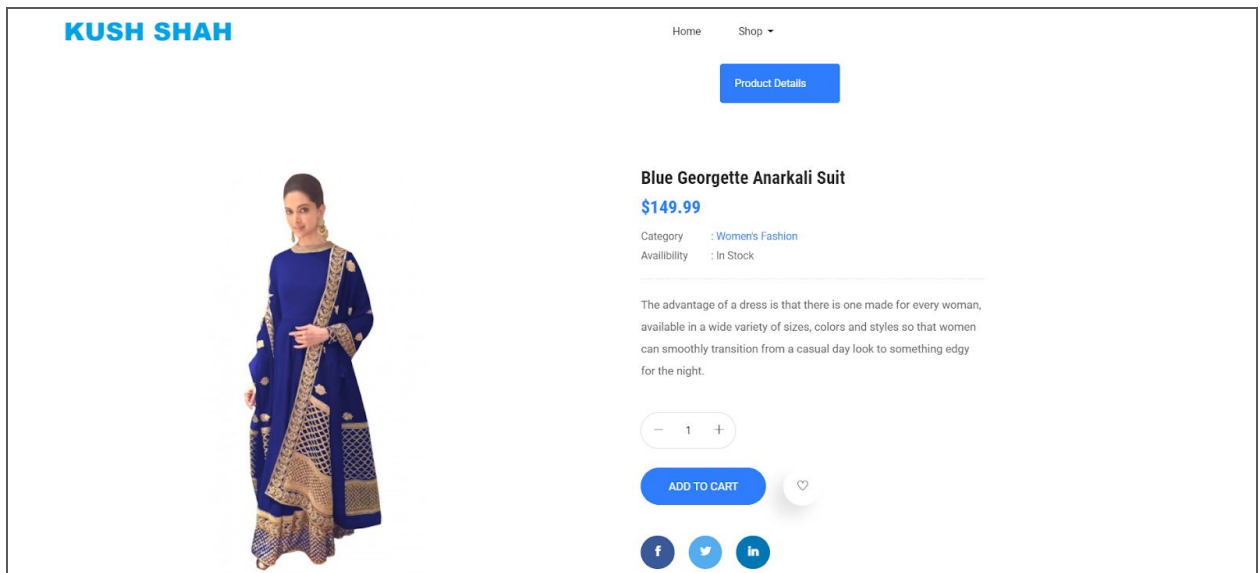 KUSH SHAH
Home Shop
Product Details
Blue Georgette Anarkali Suit
$149.99
Category : Women's Fashion
Availibility : In Stock
The advantage of a dress is that there is one made for every woman,
available in a wide variety of sizes, colors and styles so that women
can smoothly transition from a casual day look to something edgy
for the night.
− 1 +
ADD TO CART
f in